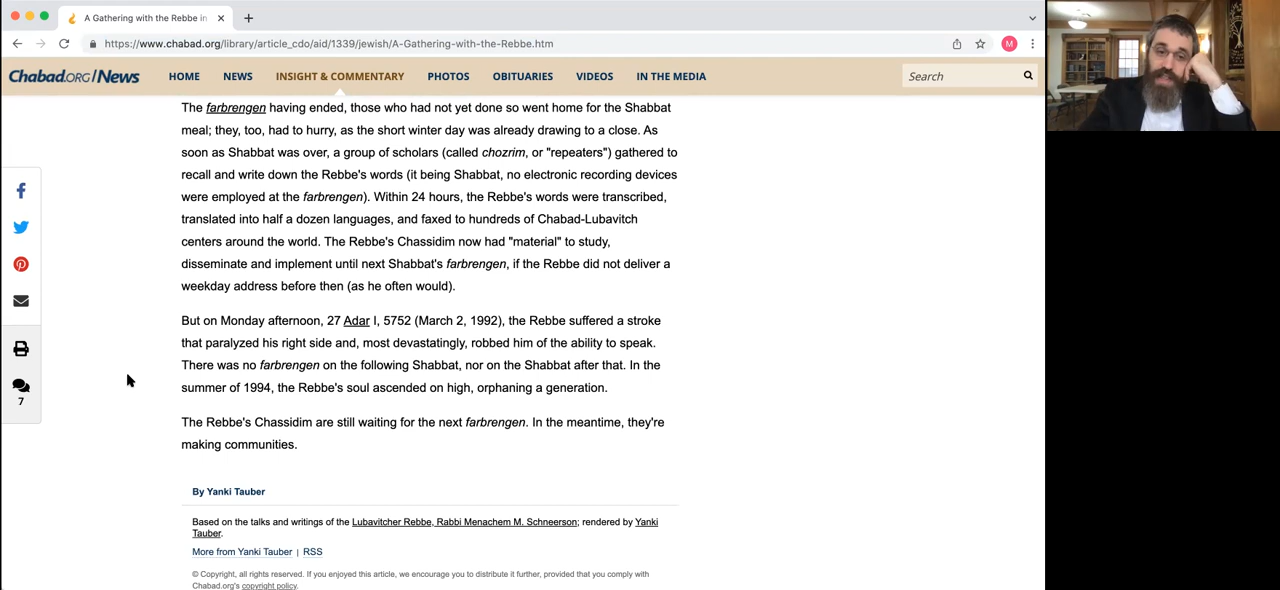 A Gathering with the Rebbe in
https://www.chabad.org/library/article_cdo/aid/1339/jewish/A-Gathering-with-the-Rebbe.htm
M
Chabad.ORG/News
HOME NEWS INSIGHT & COMMENTARY PHOTOS OBITUARIES VIDEOS IN THE MEDIA
Search
The farbrengen having ended, those who had not yet done so went home for the Shabbat
meal; they, too, had to hurry, as the short winter day was already drawing to a close. As
soon as Shabbat was over, a group of scholars (called chozrim, or "repeaters") gathered to
recall and write down the Rebbe's words (it being Shabbat, no electronic recording devices
were employed at the farbrengen). Within 24 hours, the Rebbe's words were transcribed,
translated into half a dozen languages, and faxed to hundreds of Chabad-Lubavitch
centers around the world. The Rebbe's Chassidim now had "material" to study,
disseminate and implement until next Shabbat's farbrengen, if the Rebbe did not deliver a
weekday address before then (as he often would).
But on Monday afternoon, 27 Adar I, 5752 (March 2, 1992), the Rebbe suffered a stroke
that paralyzed his right side and, most devastatingly, robbed him of the ability to speak.
There was no farbrengen on the following Shabbat, nor on the Shabbat after that. In the
summer of 1994, the Rebbe's soul ascended on high, orphaning a generation.
The Rebbe's Chassidim are still waiting for the next farbrengen. In the meantime, they're
making communities.
7
By Yanki Tauber
Based on the talks and writings of the Lubavitcher Rebbe, Rabbi Menachem M. Schneerson; rendered by Yanki
Tauber.
More from Yanki Tauber | RSS
© Copyright, all rights reserved. If you enjoyed this article, we encourage you to distribute it further, provided that you comply with
Chabad.org's copyright policy.